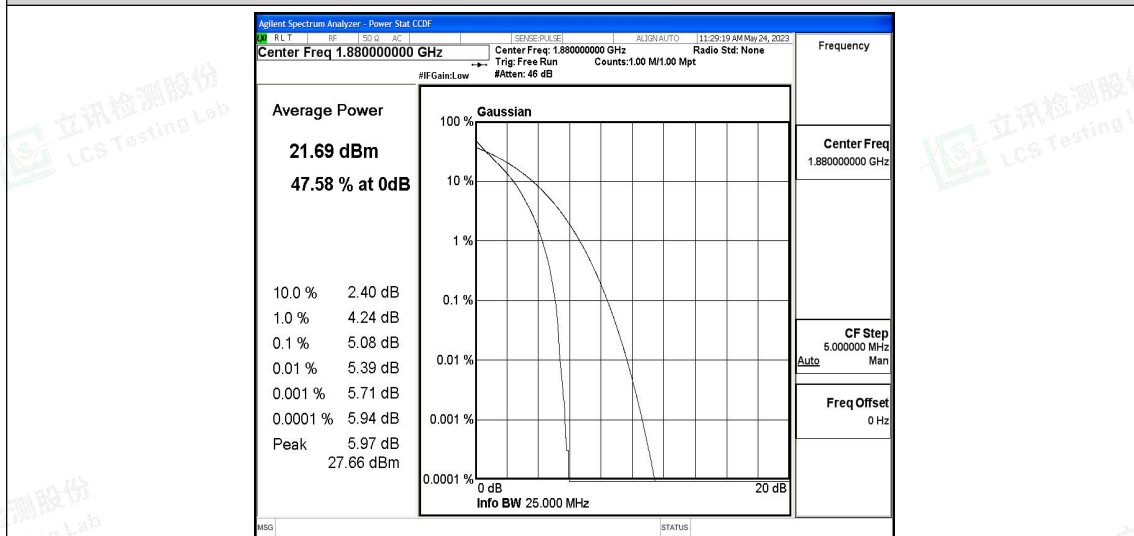 Agilent Spectrum Analyzer - Power Stat CCDF
LXI RLT RF 50 Ω AC SENSE:PULSE ALIGN AUTO 11:29:19 AM May 24, 2023
Center Freq 1.880000000 GHz
Center Freq: 1.880000000 GHz Radio Std: None
Trig: Free Run Counts:1.00 M/1.00 Mpt
#IFGain:Low #Atten: 46 dB
Frequency
Average Power
21.69 dBm
47.58 % at 0dB
10.0 % 2.40 dB
1.0 % 4.24 dB
0.1 % 5.08 dB
0.01 % 5.39 dB
0.001 % 5.71 dB
0.0001 % 5.94 dB
Peak 5.97 dB
27.66 dBm
Gaussian
100 %
10 %
1 %
0.1 %
0.01 %
0.001 %
0.0001 %
0 dB 20 dB
Info BW 25.000 MHz
Center Freq
1.880000000 GHz
CF Step
5.000000 MHz
Auto Man
Freq Offset
0 Hz
MSG STATUS
立讯检测股份
LCS Testing Lab
立讯检测股份
LCS Testing L
测股份
ng Lab